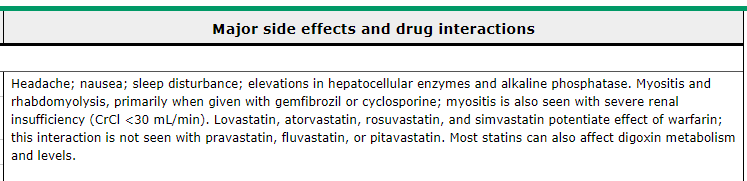 Major side effects and drug interactions
Headache; nausea; sleep disturbance; elevations in hepatocellular enzymes and alkaline phosphatase. Myositis and
rhabdomyolysis, primarily when given with gemfibrozil or cyclosporine; myositis is also seen with severe renal
insufficiency (CrCl <30 mL/min). Lovastatin, atorvastatin, rosuvastatin, and simvastatin potentiate effect of warfarin;
this interaction is not seen with pravastatin, fluvastatin, or pitavastatin. Most statins can also affect digoxin metabolism
and levels.